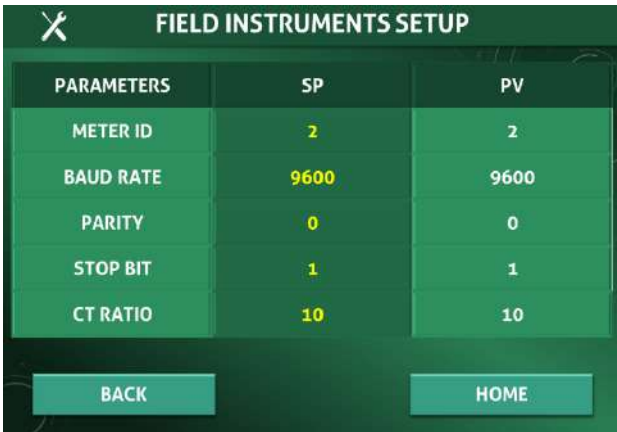 FIELD INSTRUMENTS SETUP
PARAMETERS SP PV
METER ID 2 2
BAUD RATE 9600 9600
PARITY 0 0
STOP BIT 1 1
CT RATIO 10 10
BACK HOME